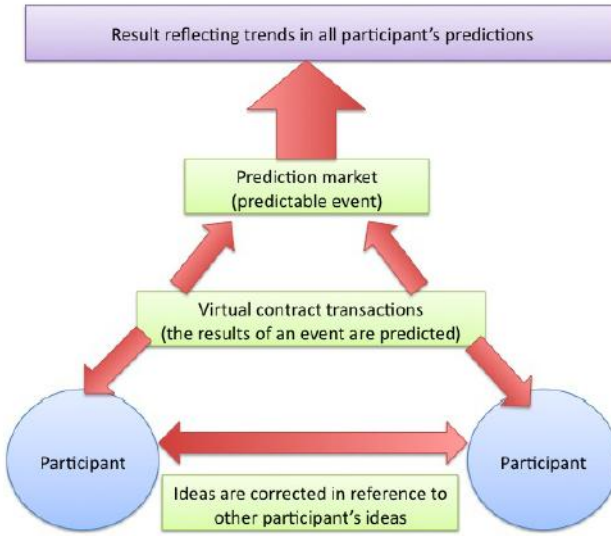 Result reflecting trends in all participant's predictions
Prediction market
(predictable event)
Virtual contract transactions
(the results of an event are predicted)
Participant
Participant
Ideas are corrected in reference to
other participant's ideas